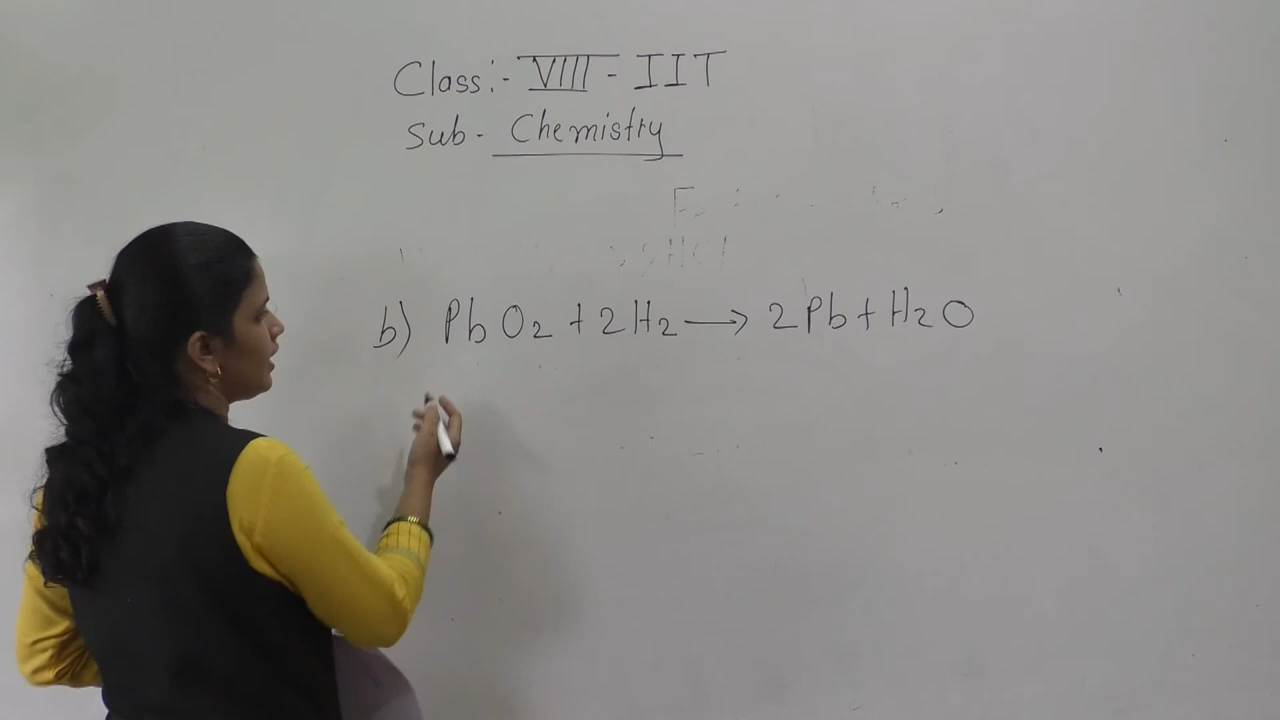 Class:- VIII - IIT
Sub- Chemistry
b) PbO2 + 2H2 → 2Pb + H2O